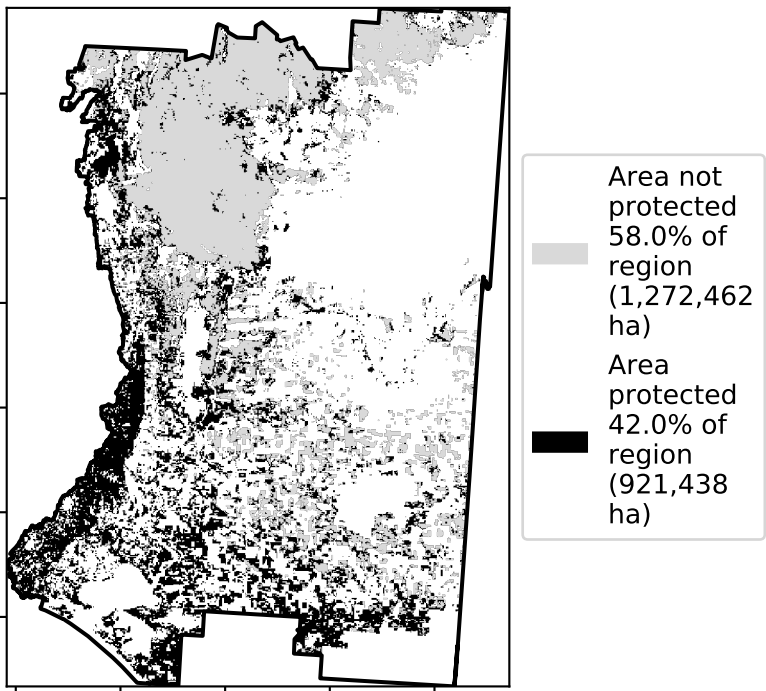 Area not
protected
58.0% of
region
(1,272,462
ha)
Area
protected
42.0% of
region
(921,438
ha)